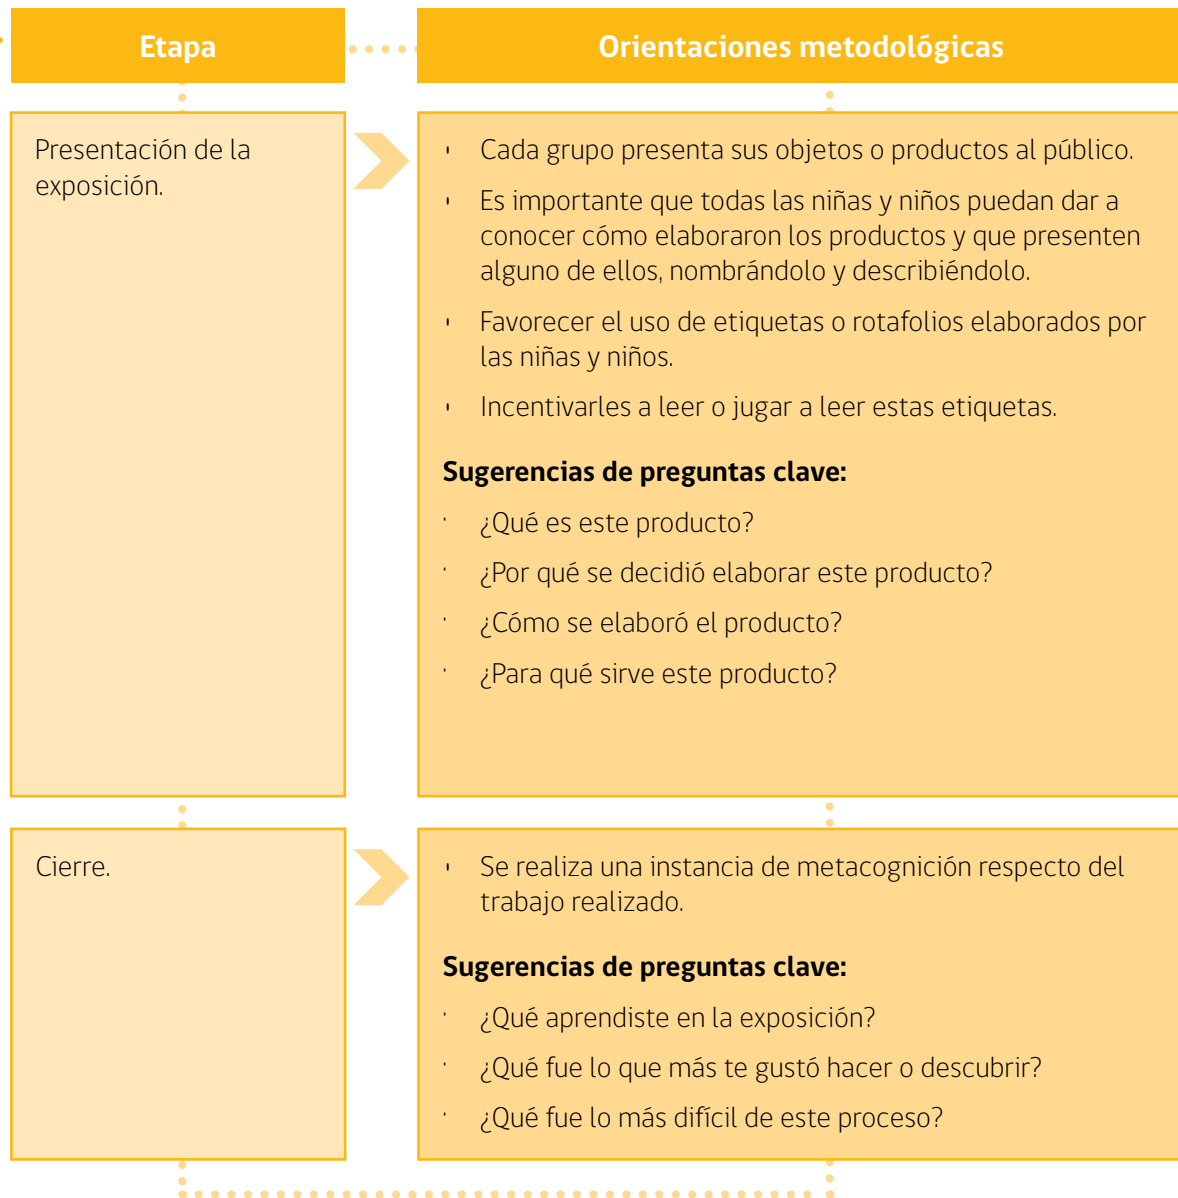 Etapa
Orientaciones metodológicas
Presentación de la
exposición.
• Cada grupo presenta sus objetos o productos al público.
• Es importante que todas las niñas y niños puedan dar a
conocer cómo elaboraron los productos y que presenten
alguno de ellos, nombrándolo y describiéndolo.
• Favorecer el uso de etiquetas o rotafolios elaborados por
las niñas y niños.
• Incentivarles a leer o jugar a leer estas etiquetas.
Sugerencias de preguntas clave:
· ¿Qué es este producto?
· ¿Por qué se decidió elaborar este producto?
· ¿Cómo se elaboró el producto?
· ¿Para qué sirve este producto?
Cierre.
• Se realiza una instancia de metacognición respecto del
trabajo realizado.
Sugerencias de preguntas clave:
· ¿Qué aprendiste en la exposición?
· ¿Qué fue lo que más te gustó hacer o descubrir?
· ¿Qué fue lo más difícil de este proceso?